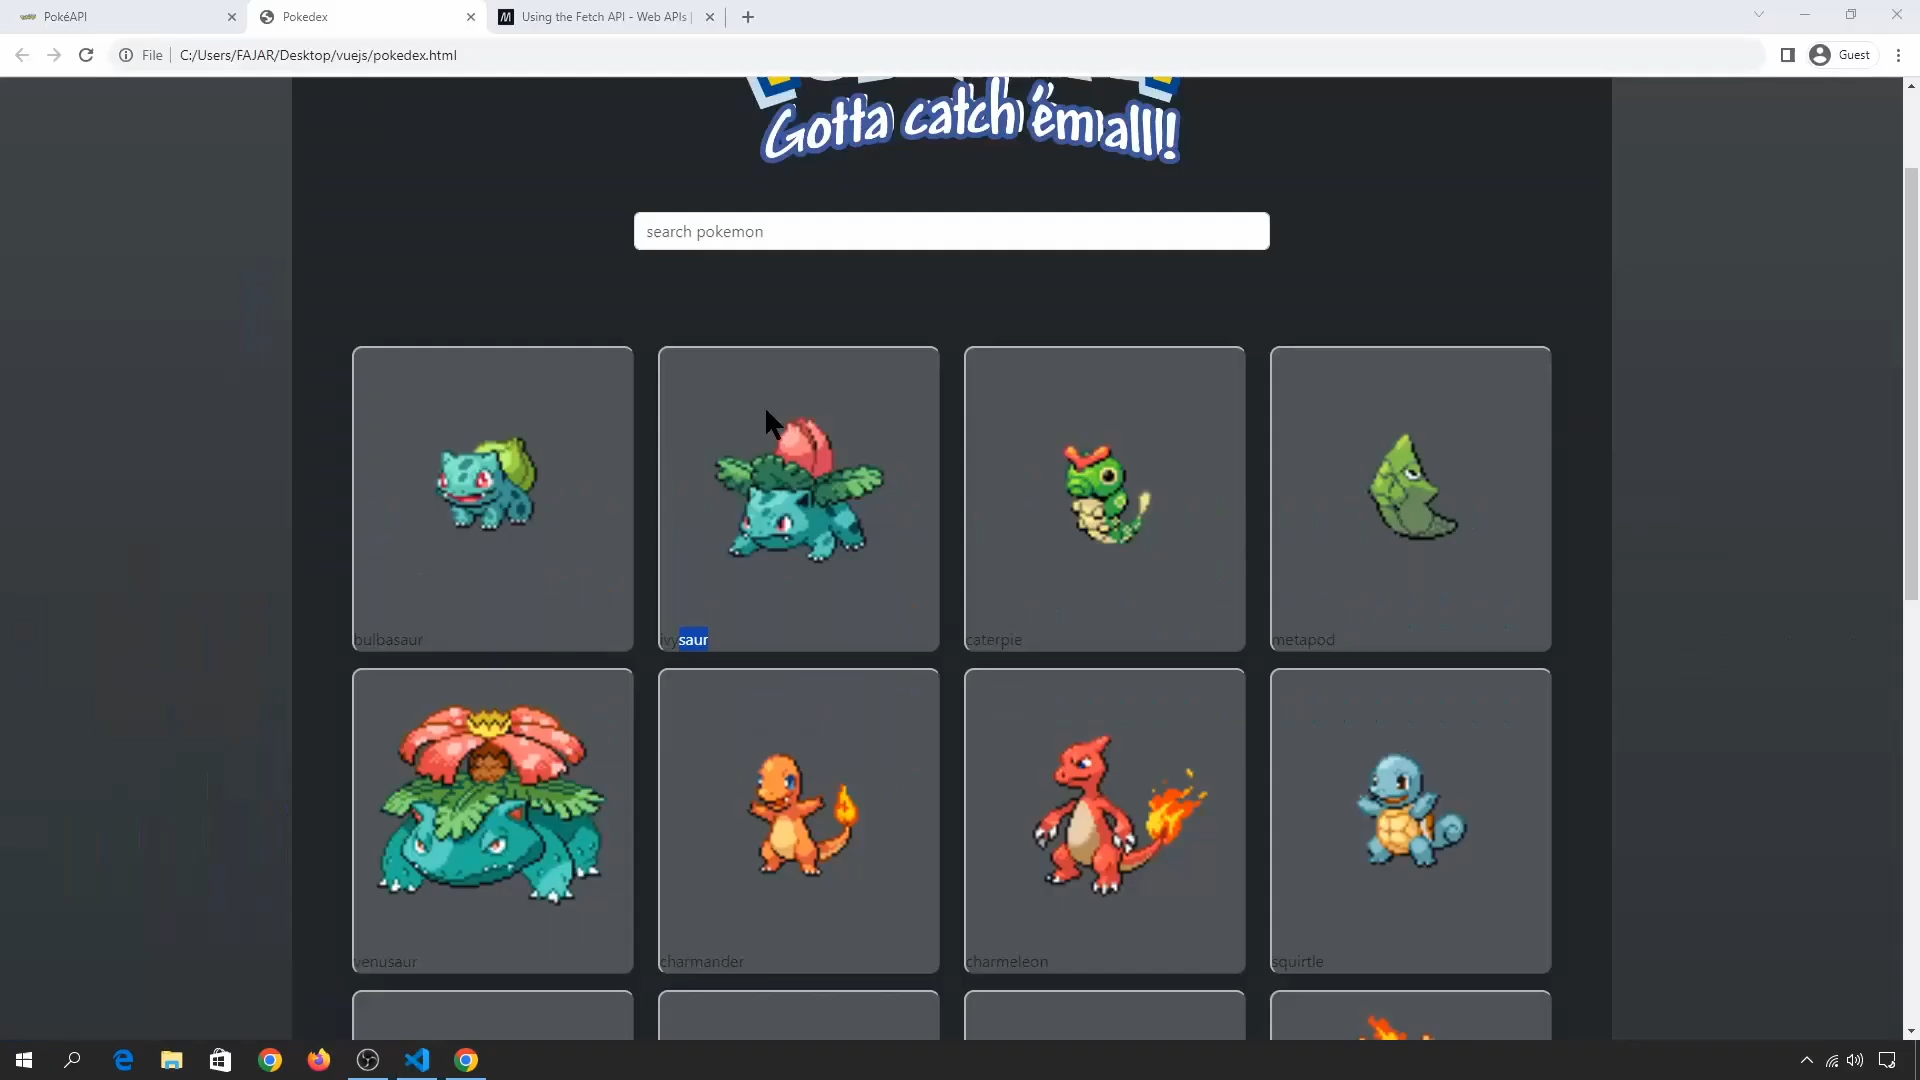 PokéAPI
Pokedex
Using the Fetch API - Web APIs |
File
C:/Users/FAJAR/Desktop/vuejs/pokedex.html
Guest
Gotta catch 'em all!
search pokemon
bulbasaur
ivysaur
caterpie
metapod
venusaur
charmander
charmeleon
squirtle